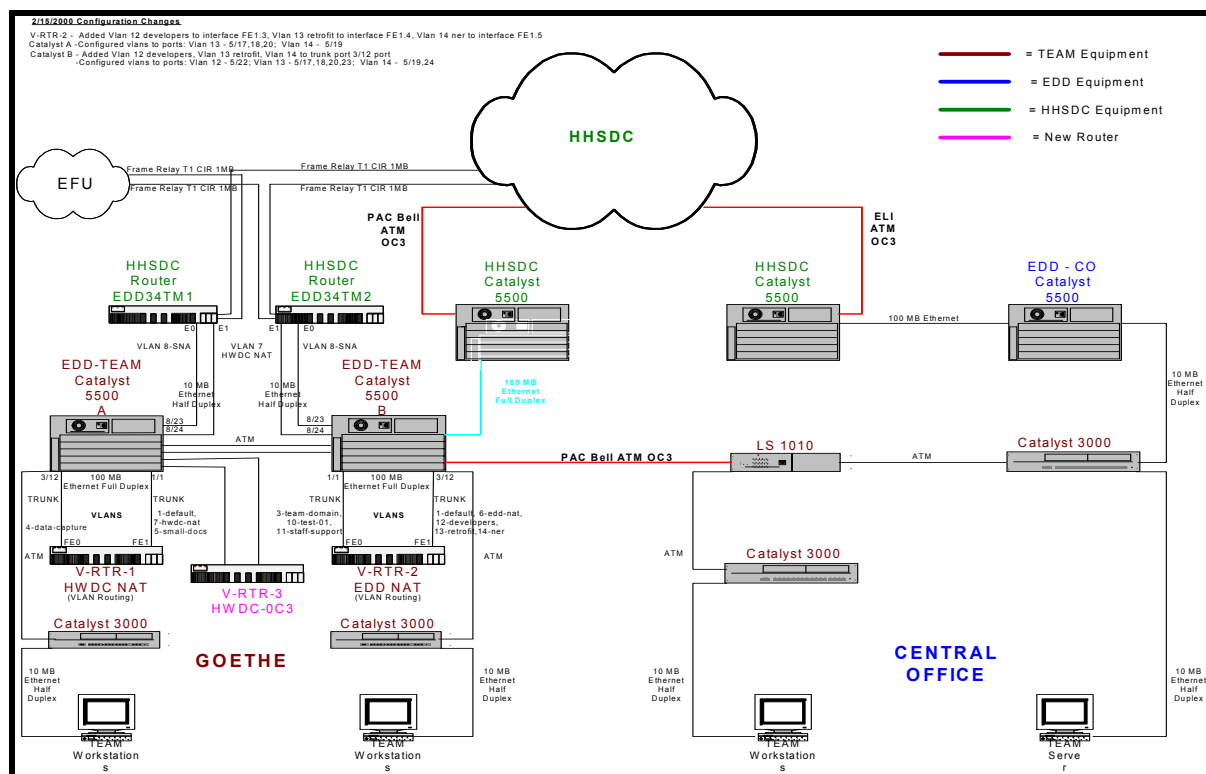 2/15/2000 Configuration Changes
V-RTR-2 - Added Vlan 12 developers to interface FE1.3, Vlan 13 retrofit to interface FE1.4, Vlan 14 ner to interface FE1.5
Catalyst A -Configured vlans to ports: Vlan 13 - 5/17,18,20; Vlan 14 - 5/19
Catalyst B - Added Vlan 12 developers, Vlan 13 retrofit, Vlan 14 to trunk port 3/12 port
-Configured vlans to ports: Vlan 12 - 5/22; Vlan 13 - 5/17,18,20,23; Vlan 14 - 5/19,24
= TEAM Equipment
= EDD Equipment
= HHSDC Equipment
= New Router
HHSDC
EFU
Frame Relay T1 CIR 1MB
Frame Relay T1 CIR 1MB
Frame Relay T1 CIR 1MB
Frame Relay T1 CIR 1MB
PAC Bell
ATM
OC3
ELI
ATM
OC3
HHSDC
Router
EDD34TM1
HHSDC
Router
EDD34TM2
HHSDC
Catalyst
5500
HHSDC
Catalyst
5500
EDD - CO
Catalyst
5500
E0
E1
E1
E0
100 MB Ethernet
VLAN 8-SNA
VLAN 7
HWDC NAT
VLAN 8-SNA
EDD-TEAM
Catalyst
5500
A
EDD-TEAM
Catalyst
5500
B
10 MB
Ethernet
Half Duplex
10 MB
Ethernet
Half Duplex
100 MB
Ethernet
Full Duplex
10 MB
Ethernet
Half
Duplex
8/23
8/24
8/23
8/24
ATM
PAC Bell ATM OC3
LS 1010
ATM
Catalyst 3000
3/12
100 MB
Ethernet Full Duplex
1/1
1/1
100 MB
Ethernet Full Duplex
3/12
TRUNK
TRUNK
TRUNK
TRUNK
VLANS
VLANS
4-data-capture
1-default,
7-hwdc-nat
5-small-docs
3-team-domain,
10-test-01,
11-staff-support
1-default, 6-edd-nat,
12-developers,
13-retrofit,14-ner
FE0
FE1
FE0
FE1
ATM
ATM
ATM
Catalyst 3000
V-RTR-1
HWDC NAT
(VLAN Routing)
V-RTR-3
HWDC-0C3
V-RTR-2
EDD NAT
(VLAN Routing)
Catalyst 3000
Catalyst 3000
GOETHE
CENTRAL
OFFICE
10 MB
Ethernet
Half
Duplex
10 MB
Ethernet
Half
Duplex
10 MB
Ethernet
Half
Duplex
10 MB
Ethernet
Half
Duplex
TEAM
Workstation
s
TEAM
Workstation
s
TEAM
Workstation
s
TEAM
Serve
r